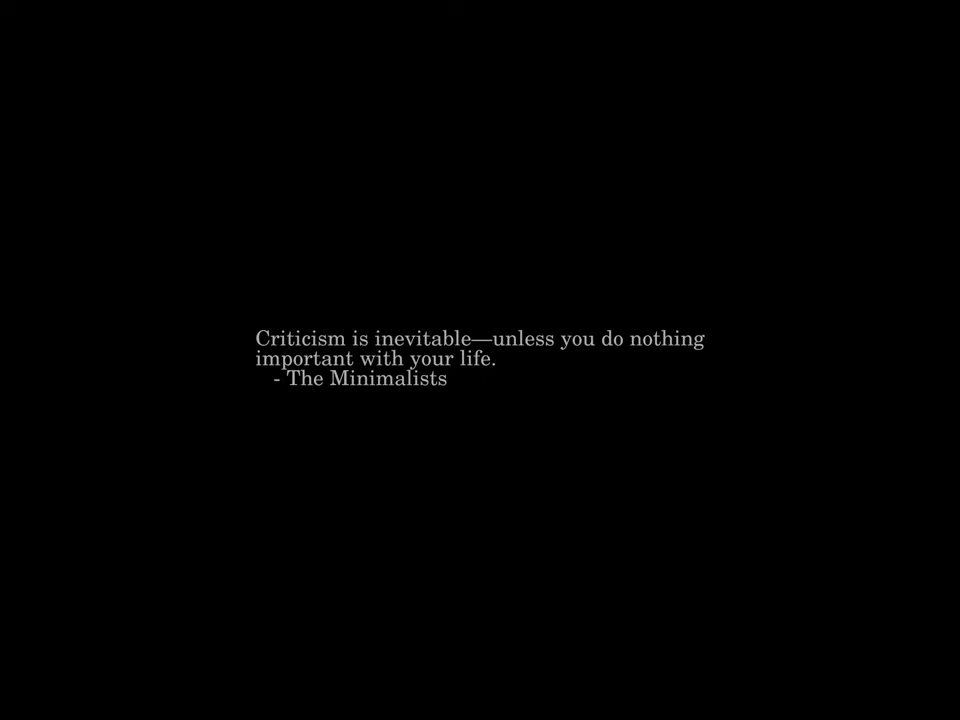 Criticism is inevitable—unless you do nothing
important with your life.
- The Minimalists